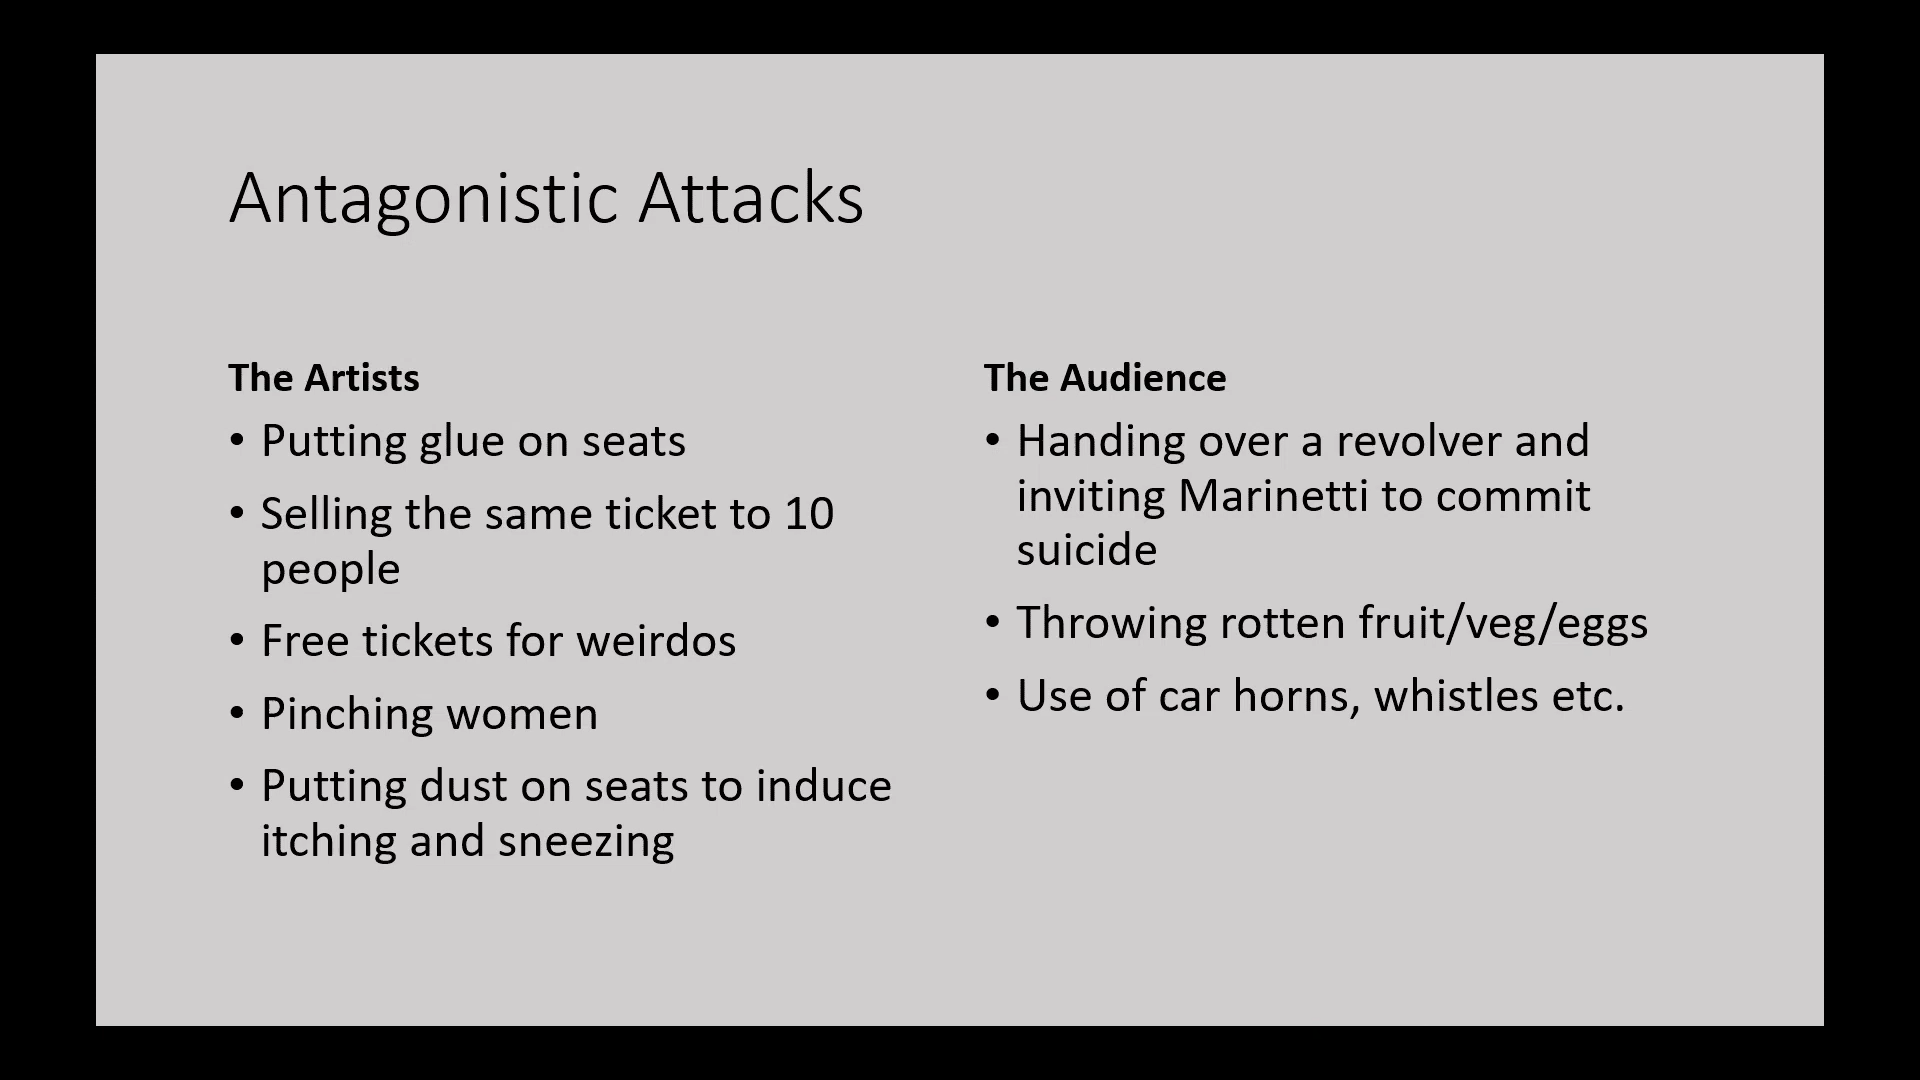 Antagonistic Attacks
The Artists
• Putting glue on seats
• Selling the same ticket to 10
people
• Free tickets for weirdos
• Pinching women
• Putting dust on seats to induce
itching and sneezing
The Audience
• Handing over a revolver and
inviting Marinetti to commit
suicide
• Throwing rotten fruit/veg/eggs
• Use of car horns, whistles etc.